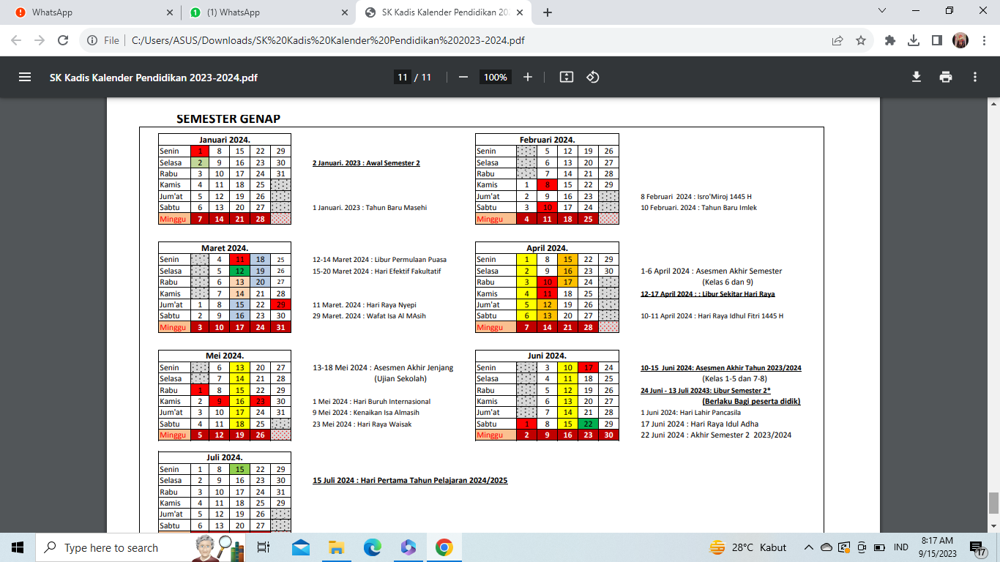 WhatsApp
(1) WhatsApp
SK Kadis Kalender Pendidikan 20
File C:/Users/ASUS/Downloads/SK%20Kadis%20Kalender%20Pendidikan%202023-2024.pdf
SK Kadis Kalender Pendidikan 2023-2024.pdf
11 / 11
100%
SEMESTER GENAP
Januari 2024.
Senin 1 8 15 22 29
Selasa 2 9 16 23 30
Rabu 3 10 17 24 31
Kamis 4 11 18 25
Jum'at 5 12 19 26
Sabtu 6 13 20 27
Minggu 7 14 21 28
2 Januari. 2023 : Awal Semester 2
1 Januari. 2023 : Tahun Baru Masehi
Februari 2024.
Senin 5 12 19 26
Selasa 6 13 20 27
Rabu 7 14 21 28
Kamis 1 8 15 22 29
Jum'at 2 9 16 23
Sabtu 3 10 17 24
Minggu 4 11 18 25
8 Februari 2024 : Isro'Miroj 1445 H
10 Februari. 2024 : Tahun Baru Imlek
Maret 2024.
Senin 4 11 18 25
Selasa 5 12 19 26
Rabu 6 13 20 27
Kamis 7 14 21 28
Jum'at 1 8 15 22 29
Sabtu 2 9 16 23 30
Minggu 3 10 17 24 31
12-14 Maret 2024 : Libur Permulaan Puasa
15-20 Maret 2024 : Hari Efektif Fakultatif
11 Maret. 2024 : Hari Raya Nyepi
29 Maret. 2024 : Wafat Isa Al MAsih
April 2024.
Senin 1 8 15 22 29
Selasa 2 9 16 23 30
Rabu 3 10 17 24
Kamis 4 11 18 25
Jum'at 5 12 19 26
Sabtu 6 13 20 27
Minggu 7 14 21 28
1-6 April 2024 : Asesmen Akhir Semester
(Kelas 6 dan 9)
12-17 April 2024 : : Libur Sekitar Hari Raya
10-11 April 2024 : Hari Raya Idhul Fitri 1445 H
Mei 2024.
Senin 6 13 20 27
Selasa 7 14 21 28
Rabu 1 8 15 22 29
Kamis 2 9 16 23 30
Jum'at 3 10 17 24 31
Sabtu 4 11 18 25
Minggu 5 12 19 26
13-18 Mei 2024 : Asesmen Akhir Jenjang
(Ujian Sekolah)
1 Mei 2024 : Hari Buruh Internasional
9 Mei 2024 : Kenaikan Isa Almasih
23 Mei 2024 : Hari Raya Waisak
Juni 2024.
Senin 3 10 17 24
Selasa 4 11 18 25
Rabu 5 12 19 26
Kamis 6 13 20 27
Jum'at 7 14 21 28
Sabtu 1 8 15 22 29
Minggu 2 9 16 23 30
10-15 Juni 2024: Asesmen Akhir Tahun 2023/2024
(Kelas 1-5 dan 7-8)
24 Juni - 13 Juli 20243: Libur Semester 2*
(Berlaku Bagi peserta didik)
1 Juni 2024: Hari Lahir Pancasila
17 Juni 2024 : Hari Raya Idul Adha
22 Juni 2024 : Akhir Semester 2 2023/2024
Juli 2024.
Senin 1 8 15 22 29
Selasa 2 9 16 23 30
Rabu 3 10 17 24 31
Kamis 4 11 18 25 29
Jum'at 5 12 19 26
Sabtu 6 13 20 27
15 Juli 2024 : Hari Pertama Tahun Pelajaran 2024/2025
Type here to search
28°C Kabut
IND
8:17 AM
9/15/2023
17